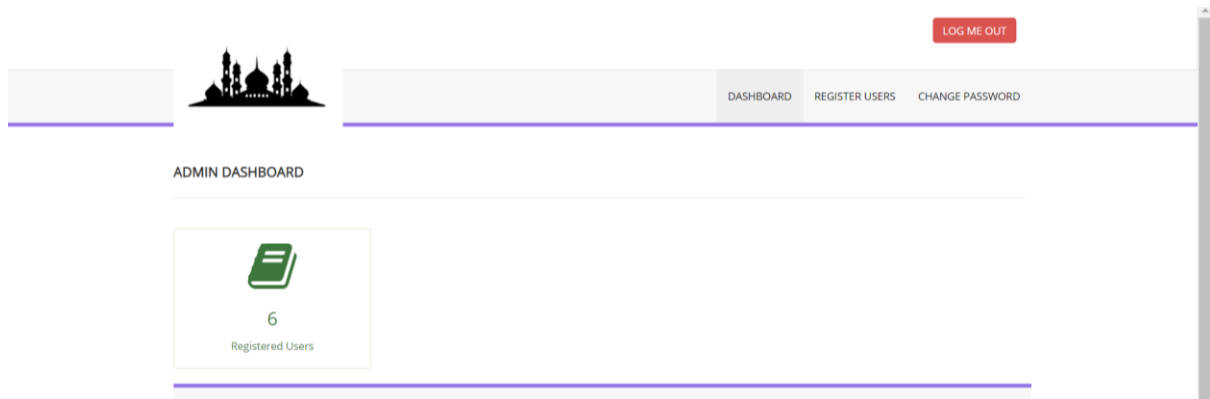 LOG ME OUT
DASHBOARD REGISTER USERS CHANGE PASSWORD
ADMIN DASHBOARD
6
Registered Users